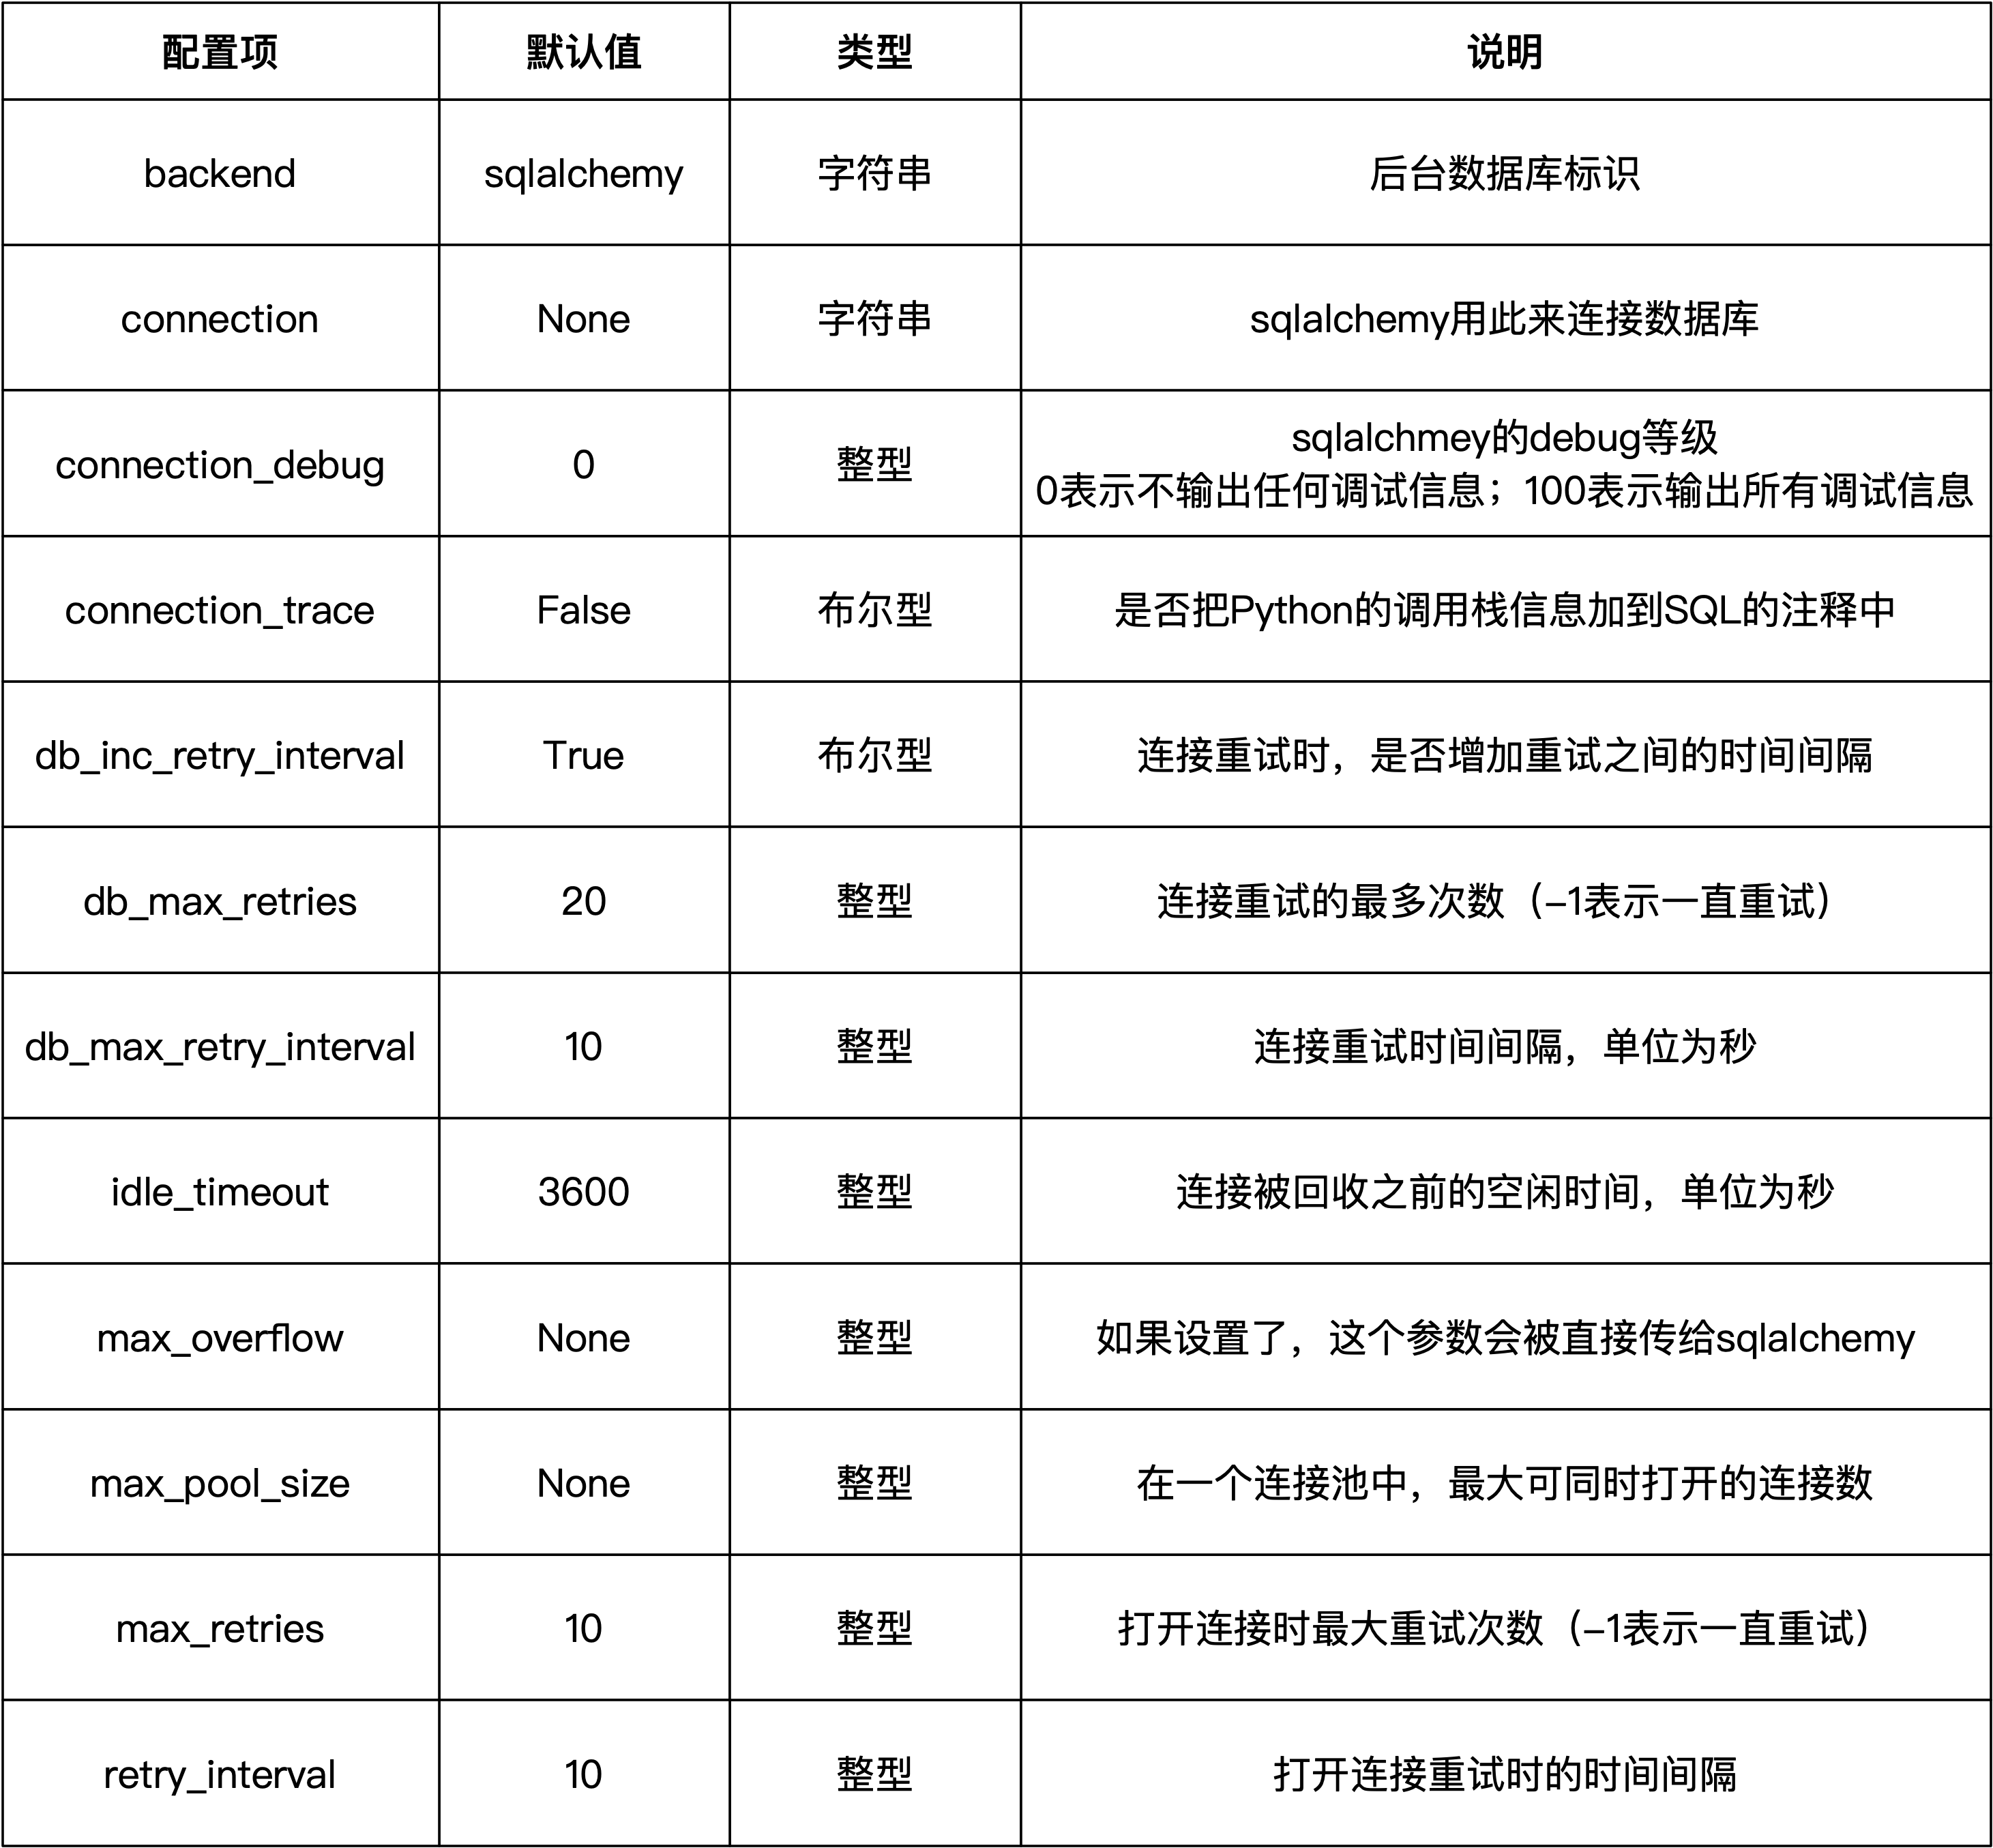 配置项 默认值 类型 说明
backend sqlalchemy 字符串 后台数据库标识
connection None 字符串 sqlalchemy用此来连接数据库
connection_debug 0 整型 sqlalchmey的debug等级
0表示不输出任何调试信息；100表示输出所有调试信息
connection_trace False 布尔型 是否把Python的调用栈信息加到SQL的注释中
db_inc_retry_interval True 布尔型 连接重试时，是否增加重试之间的时间间隔
db_max_retries 20 整型 连接重试的最多次数（-1表示一直重试）
db_max_retry_interval 10 整型 连接重试时间间隔，单位为秒
idle_timeout 3600 整型 连接被回收之前的空闲时间，单位为秒
max_overflow None 整型 如果设置了，这个参数会被直接传给sqlalchemy
max_pool_size None 整型 在一个连接池中，最大可同时打开的连接数
max_retries 10 整型 打开连接时最大重试次数（-1表示一直重试）
retry_interval 10 整型 打开连接重试时的时间间隔